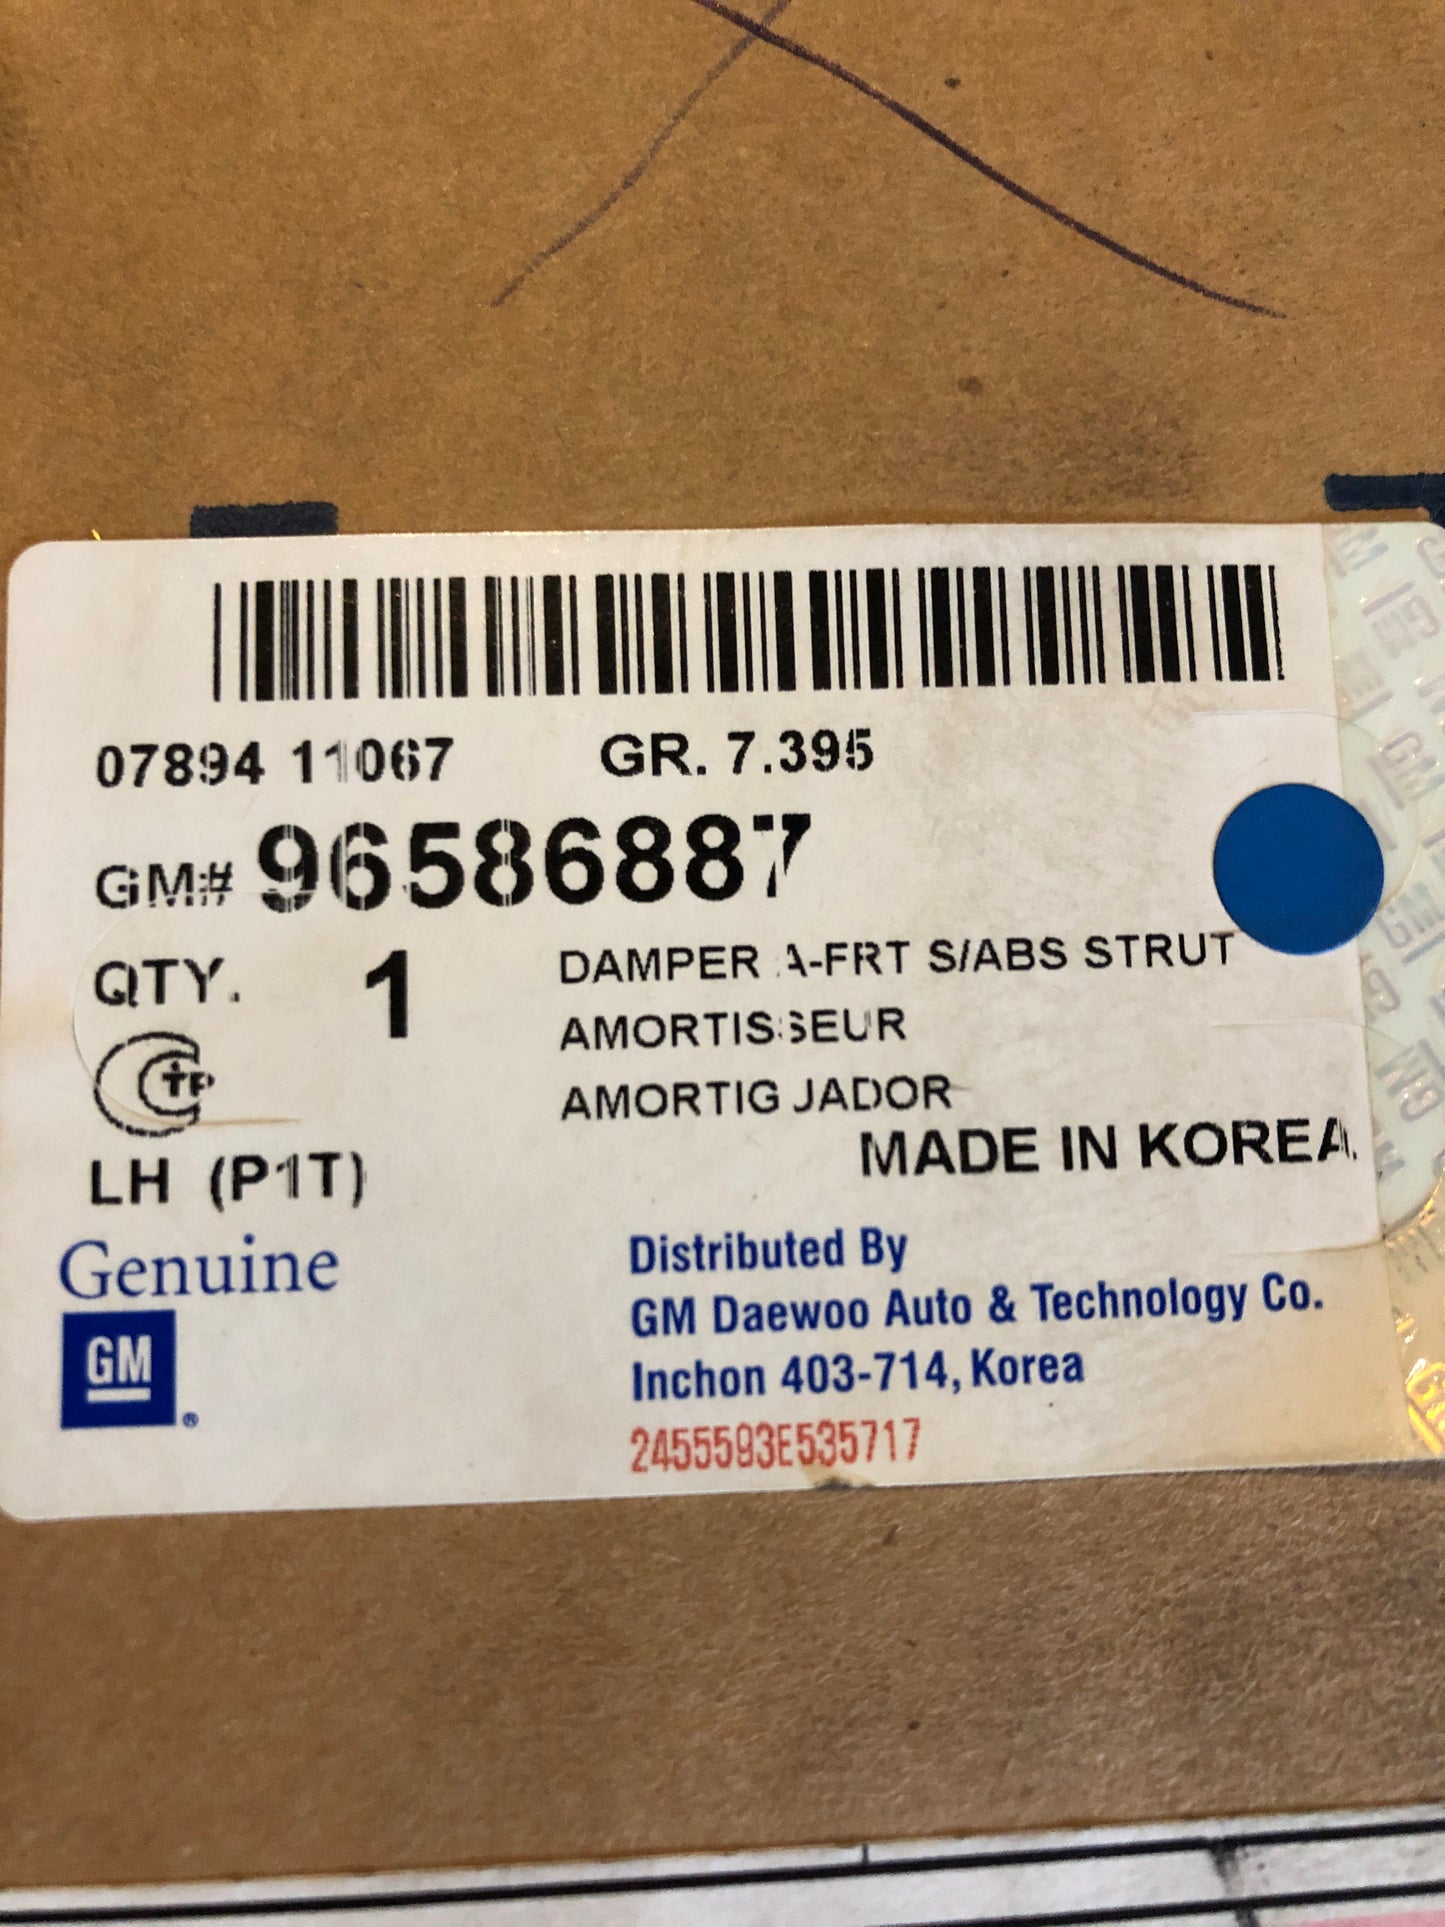 07894 11067 GR. 7.395
GM# 96586887
QTY. 1 DAMPER A-FRT S/ABS STRUT
AMORTISSEUR
AMORTIGJADOR
MADE IN KOREA.
LH (P1T)
Genuine
GM
®
Distributed By
GM Daewoo Auto & Technology Co.
Inchon 403-714, Korea
2455593E535717